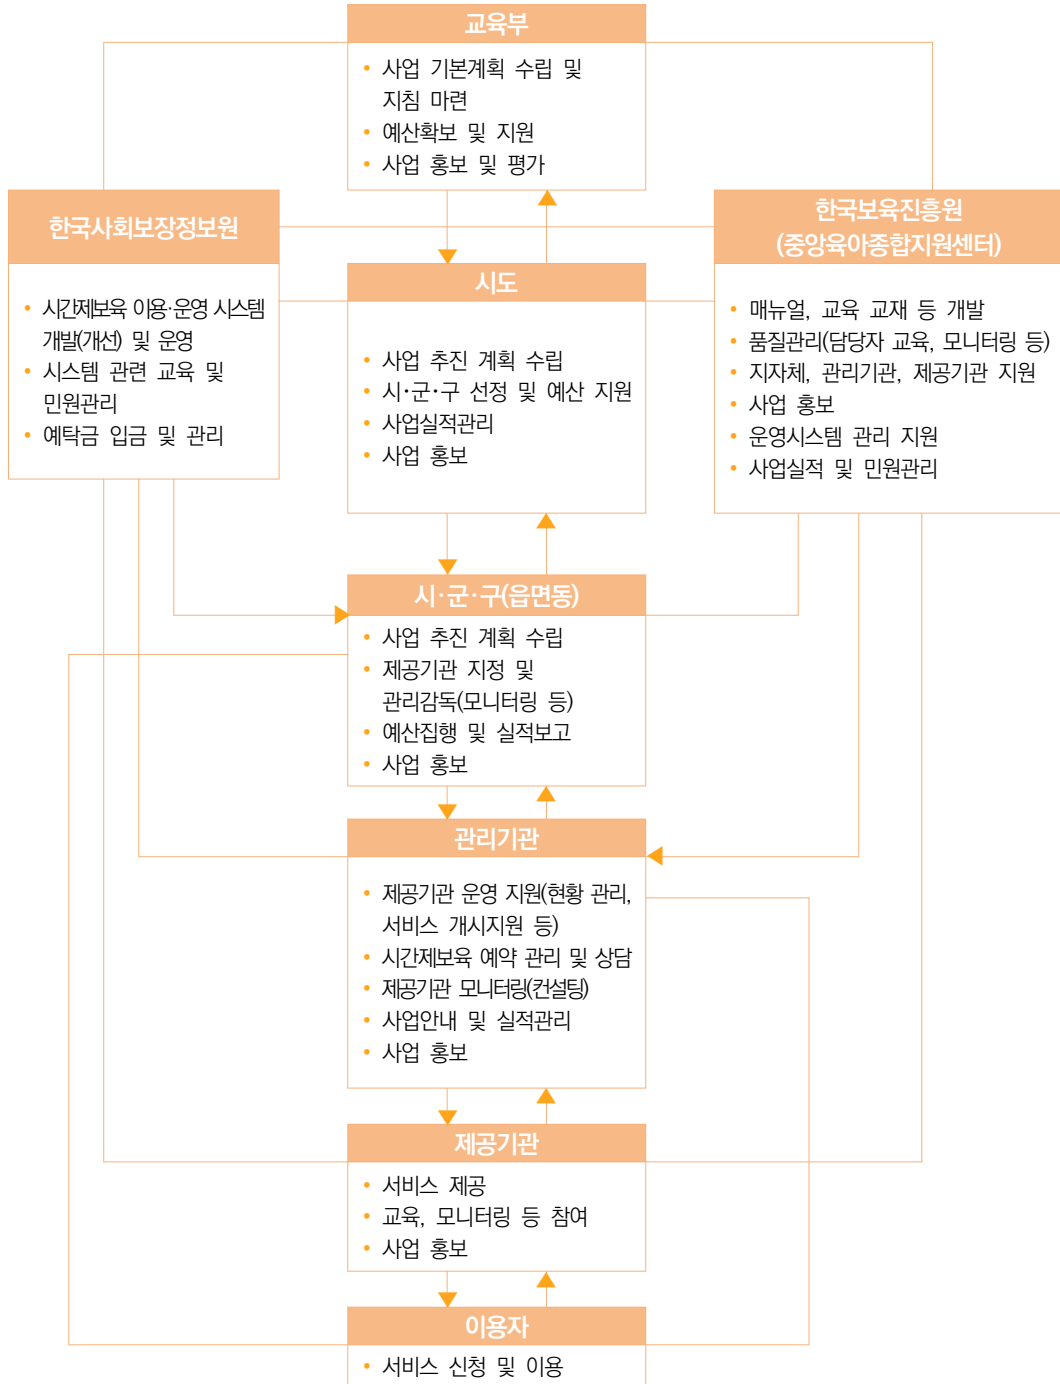 교육부
• 사업 기본계획 수립 및
지침 마련
• 예산확보 및 지원
• 사업 홍보 및 평가
한국사회보장정보원
• 시간제보육 이용·운영 시스템
개발(개선) 및 운영
• 시스템 관련 교육 및
민원관리
• 예탁금 입금 및 관리
시도
• 사업 추진 계획 수립
• 시·군·구 선정 및 예산 지원
• 사업실적관리
• 사업 홍보
한국보육진흥원
(중앙육아종합지원센터)
• 매뉴얼, 교육 교재 등 개발
• 품질관리(담당자 교육, 모니터링 등)
• 지자체, 관리기관, 제공기관 지원
• 사업 홍보
• 운영시스템 관리 지원
• 사업실적 및 민원관리
시·군·구(읍면동)
• 사업 추진 계획 수립
• 제공기관 지정 및
관리감독(모니터링 등)
• 예산집행 및 실적보고
• 사업 홍보
관리기관
• 제공기관 운영 지원(현황 관리,
서비스 개시지원 등)
• 시간제보육 예약 관리 및 상담
• 제공기관 모니터링(컨설팅)
• 사업안내 및 실적관리
• 사업 홍보
제공기관
• 서비스 제공
• 교육, 모니터링 등 참여
• 사업 홍보
이용자
• 서비스 신청 및 이용